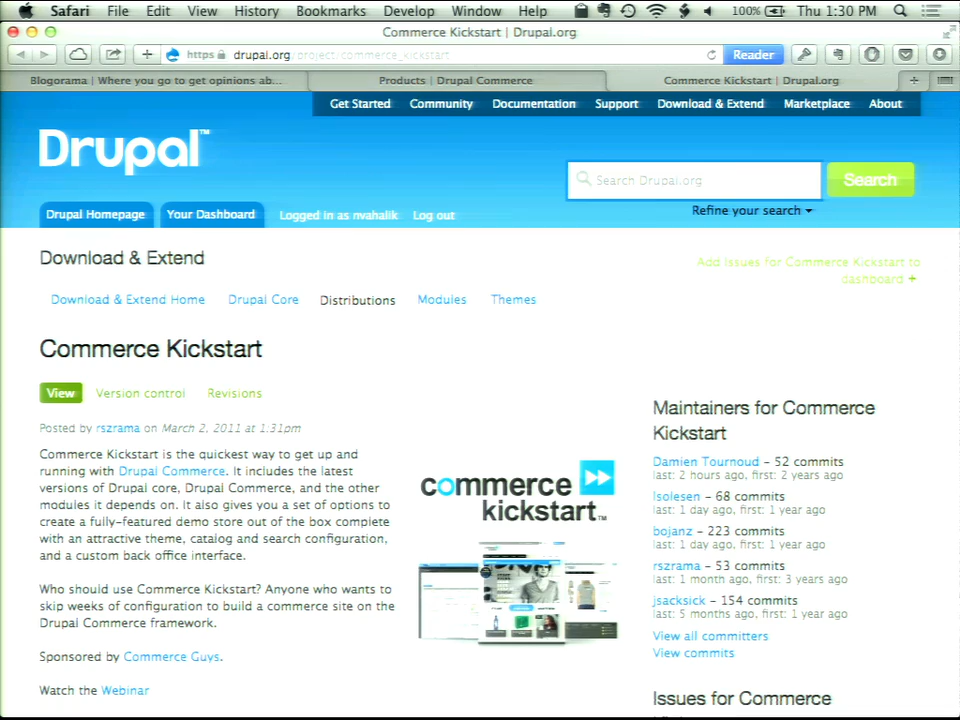 Safari File Edit View History Bookmarks Develop Window Help 100% Thu 1:30 PM
Commerce Kickstart | Drupal.org
https drupal.org/project/commerce_kickstart Reader
Blogorama | Where you go to get opinions ab... Products | Drupal Commerce Commerce Kickstart | Drupal.org
Get Started Community Documentation Support Download & Extend Marketplace About
Drupal™
Search Drupal.org Search
Refine your search
Drupal Homepage Your Dashboard Logged in as nvahalik Log out
Download & Extend
Add Issues for Commerce Kickstart to
dashboard +
Download & Extend Home Drupal Core Distributions Modules Themes
Commerce Kickstart
View Version control Revisions
Posted by rszrama on March 2, 2011 at 1:31pm
Commerce Kickstart is the quickest way to get up and
running with Drupal Commerce. It includes the latest
versions of Drupal core, Drupal Commerce, and the other
modules it depends on. It also gives you a set of options to
create a fully-featured demo store out of the box complete
with an attractive theme, catalog and search configuration,
and a custom back office interface.
Who should use Commerce Kickstart? Anyone who wants to
skip weeks of configuration to build a commerce site on the
Drupal Commerce framework.
Sponsored by Commerce Guys.
Watch the Webinar
commerce
kickstart™
Maintainers for Commerce
Kickstart
Damien Tournoud – 52 commits
last: 2 hours ago, first: 2 years ago
lsolesen – 68 commits
last: 1 day ago, first: 1 year ago
bojanz – 223 commits
last: 1 day ago, first: 1 year ago
rszrama – 53 commits
last: 1 month ago, first: 3 years ago
jsacksick – 154 commits
last: 5 months ago, first: 1 year ago
View all committers
View commits
Issues for Commerce